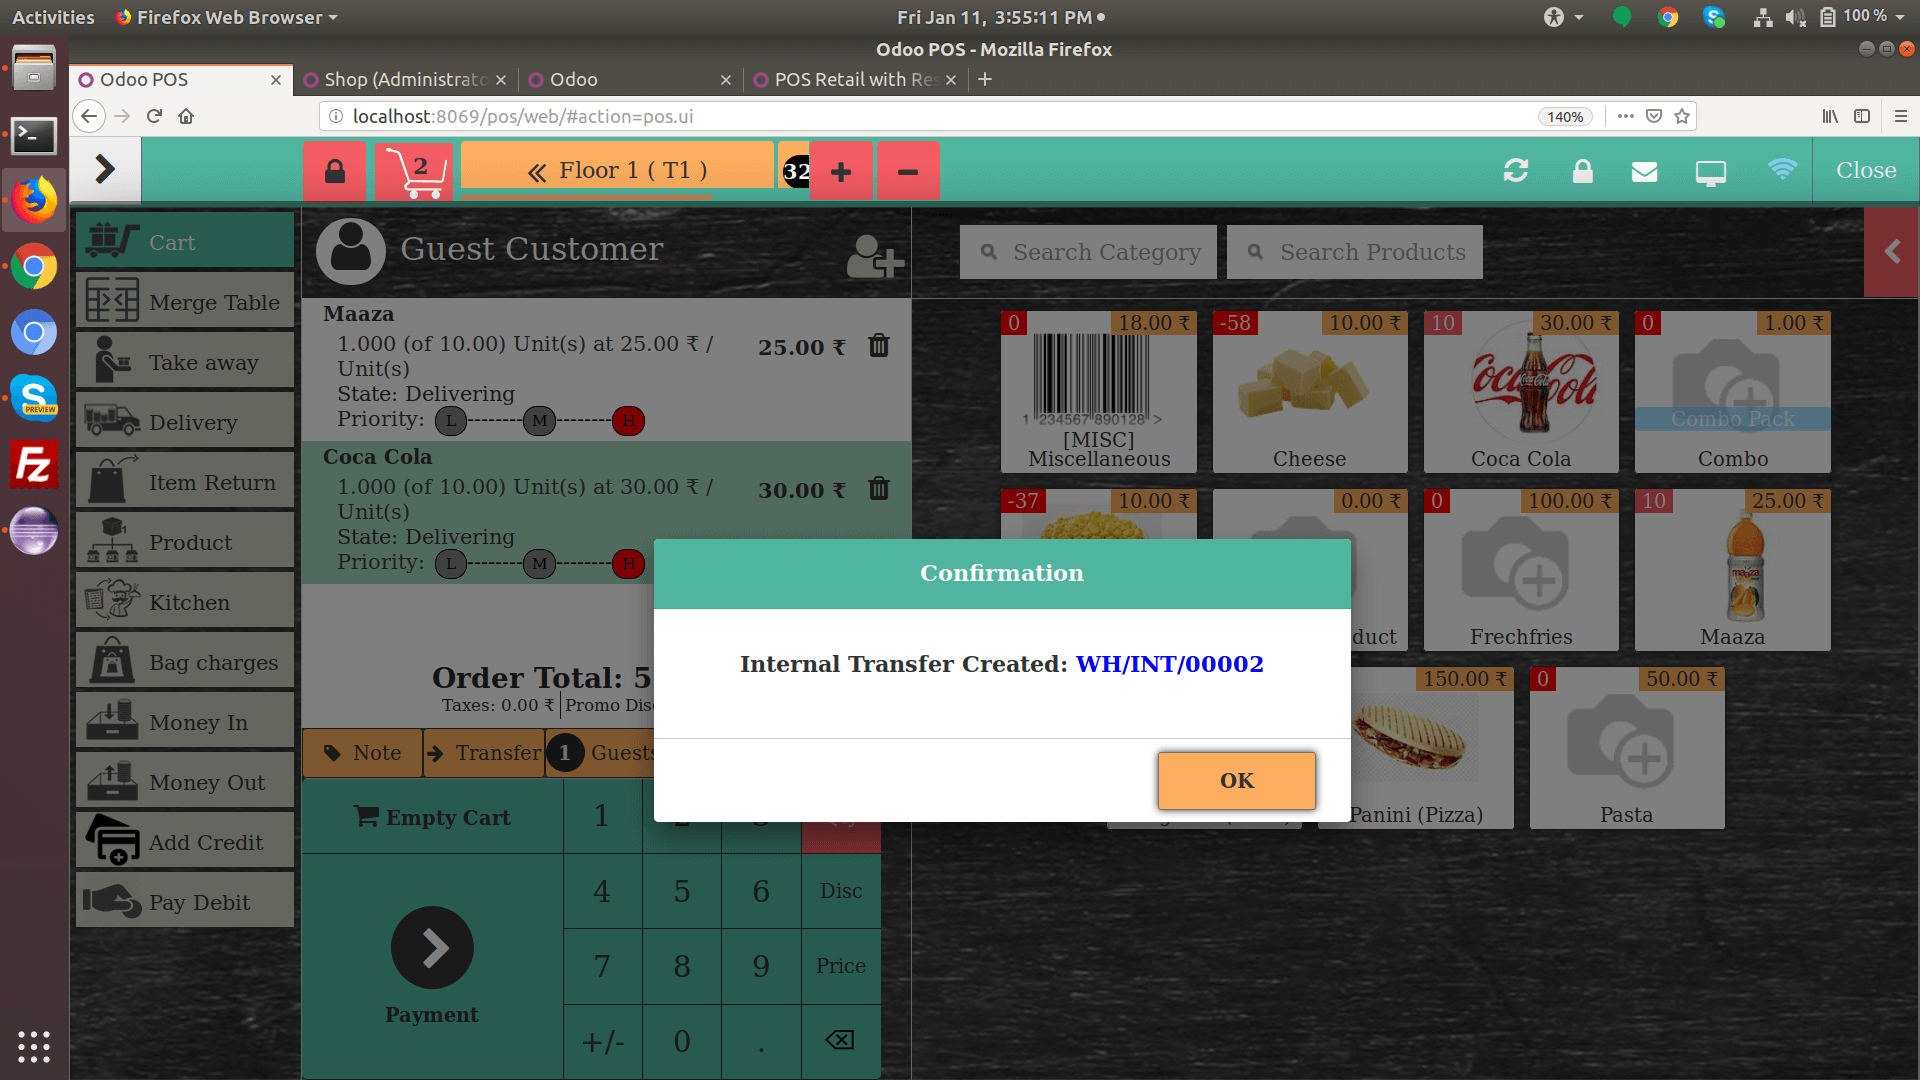 Activities
Firefox Web Browser
Fri Jan 11, 3:55:11 PM
100 %
Odoo POS - Mozilla Firefox
Odoo POS
Shop (Administrato
Odoo
POS Retail with Res
localhost:8069/pos/web/#action=pos.ui
140%
2
Floor 1 ( T1 )
32
Close
Cart
Merge Table
Take away
Delivery
Item Return
Product
Kitchen
Bag charges
Money In
Money Out
Add Credit
Pay Debit
PREVIEW
Guest Customer
Maaza
1.000 (of 10.00) Unit(s) at 25.00 ₹ /
Unit(s)
25.00 ₹
State: Delivering
Priority: L M H
Coca Cola
1.000 (of 10.00) Unit(s) at 30.00 ₹ /
Unit(s)
30.00 ₹
State: Delivering
Priority: L M H
Order Total: 5
Taxes: 0.00 ₹
Promo Disc
Note
Transfer
1 Guests
Empty Cart
Payment
1
4 5 6 Disc
7 8 9 Price
+/- 0 .
Search Category
Search Products
0 18.00 ₹
1 234567 890128 >
[MISC]
Miscellaneous
-58 10.00 ₹
Cheese
10 30.00 ₹
Coca Cola
Coca Cola
0 1.00 ₹
Combo Pack
Combo
-37 10.00 ₹
0.00 ₹
duct
0 100.00 ₹
Frechfries
10 25.00 ₹
maaza
Maaza
150.00 ₹
Panini (Pizza)
0 50.00 ₹
Pasta
Confirmation
Internal Transfer Created: WH/INT/00002
OK